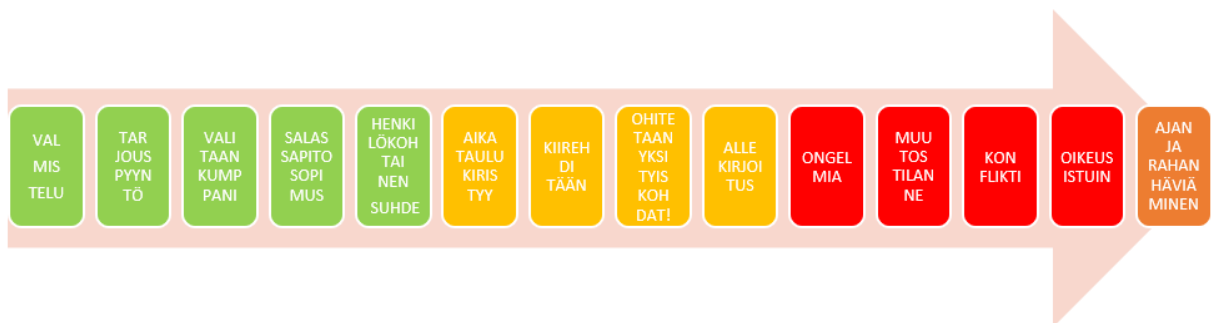 VAL
MIS
TELU
TAR
JOUS
PYYN
TÖ
VALI
TAAN
KUMP
PANI
SALAS
SAPITO
SOPI
MUS
HENKI
LÖKOH
TAI
NEN
SUHDE
AIKA
TAULU
KIRIS
TYY
KIIREH
DI
TÄÄN
OHITE
TAAN
YKSI
TYIS
KOH
DAT!
ALLE
KIRJOI
TUS
ONGEL
MIA
MUU
TOS
TILAN
NE
KON
FLIKTI
OIKEUS
ISTUIN
AJAN
JA
RAHAN
HÄVIÄ
MINEN